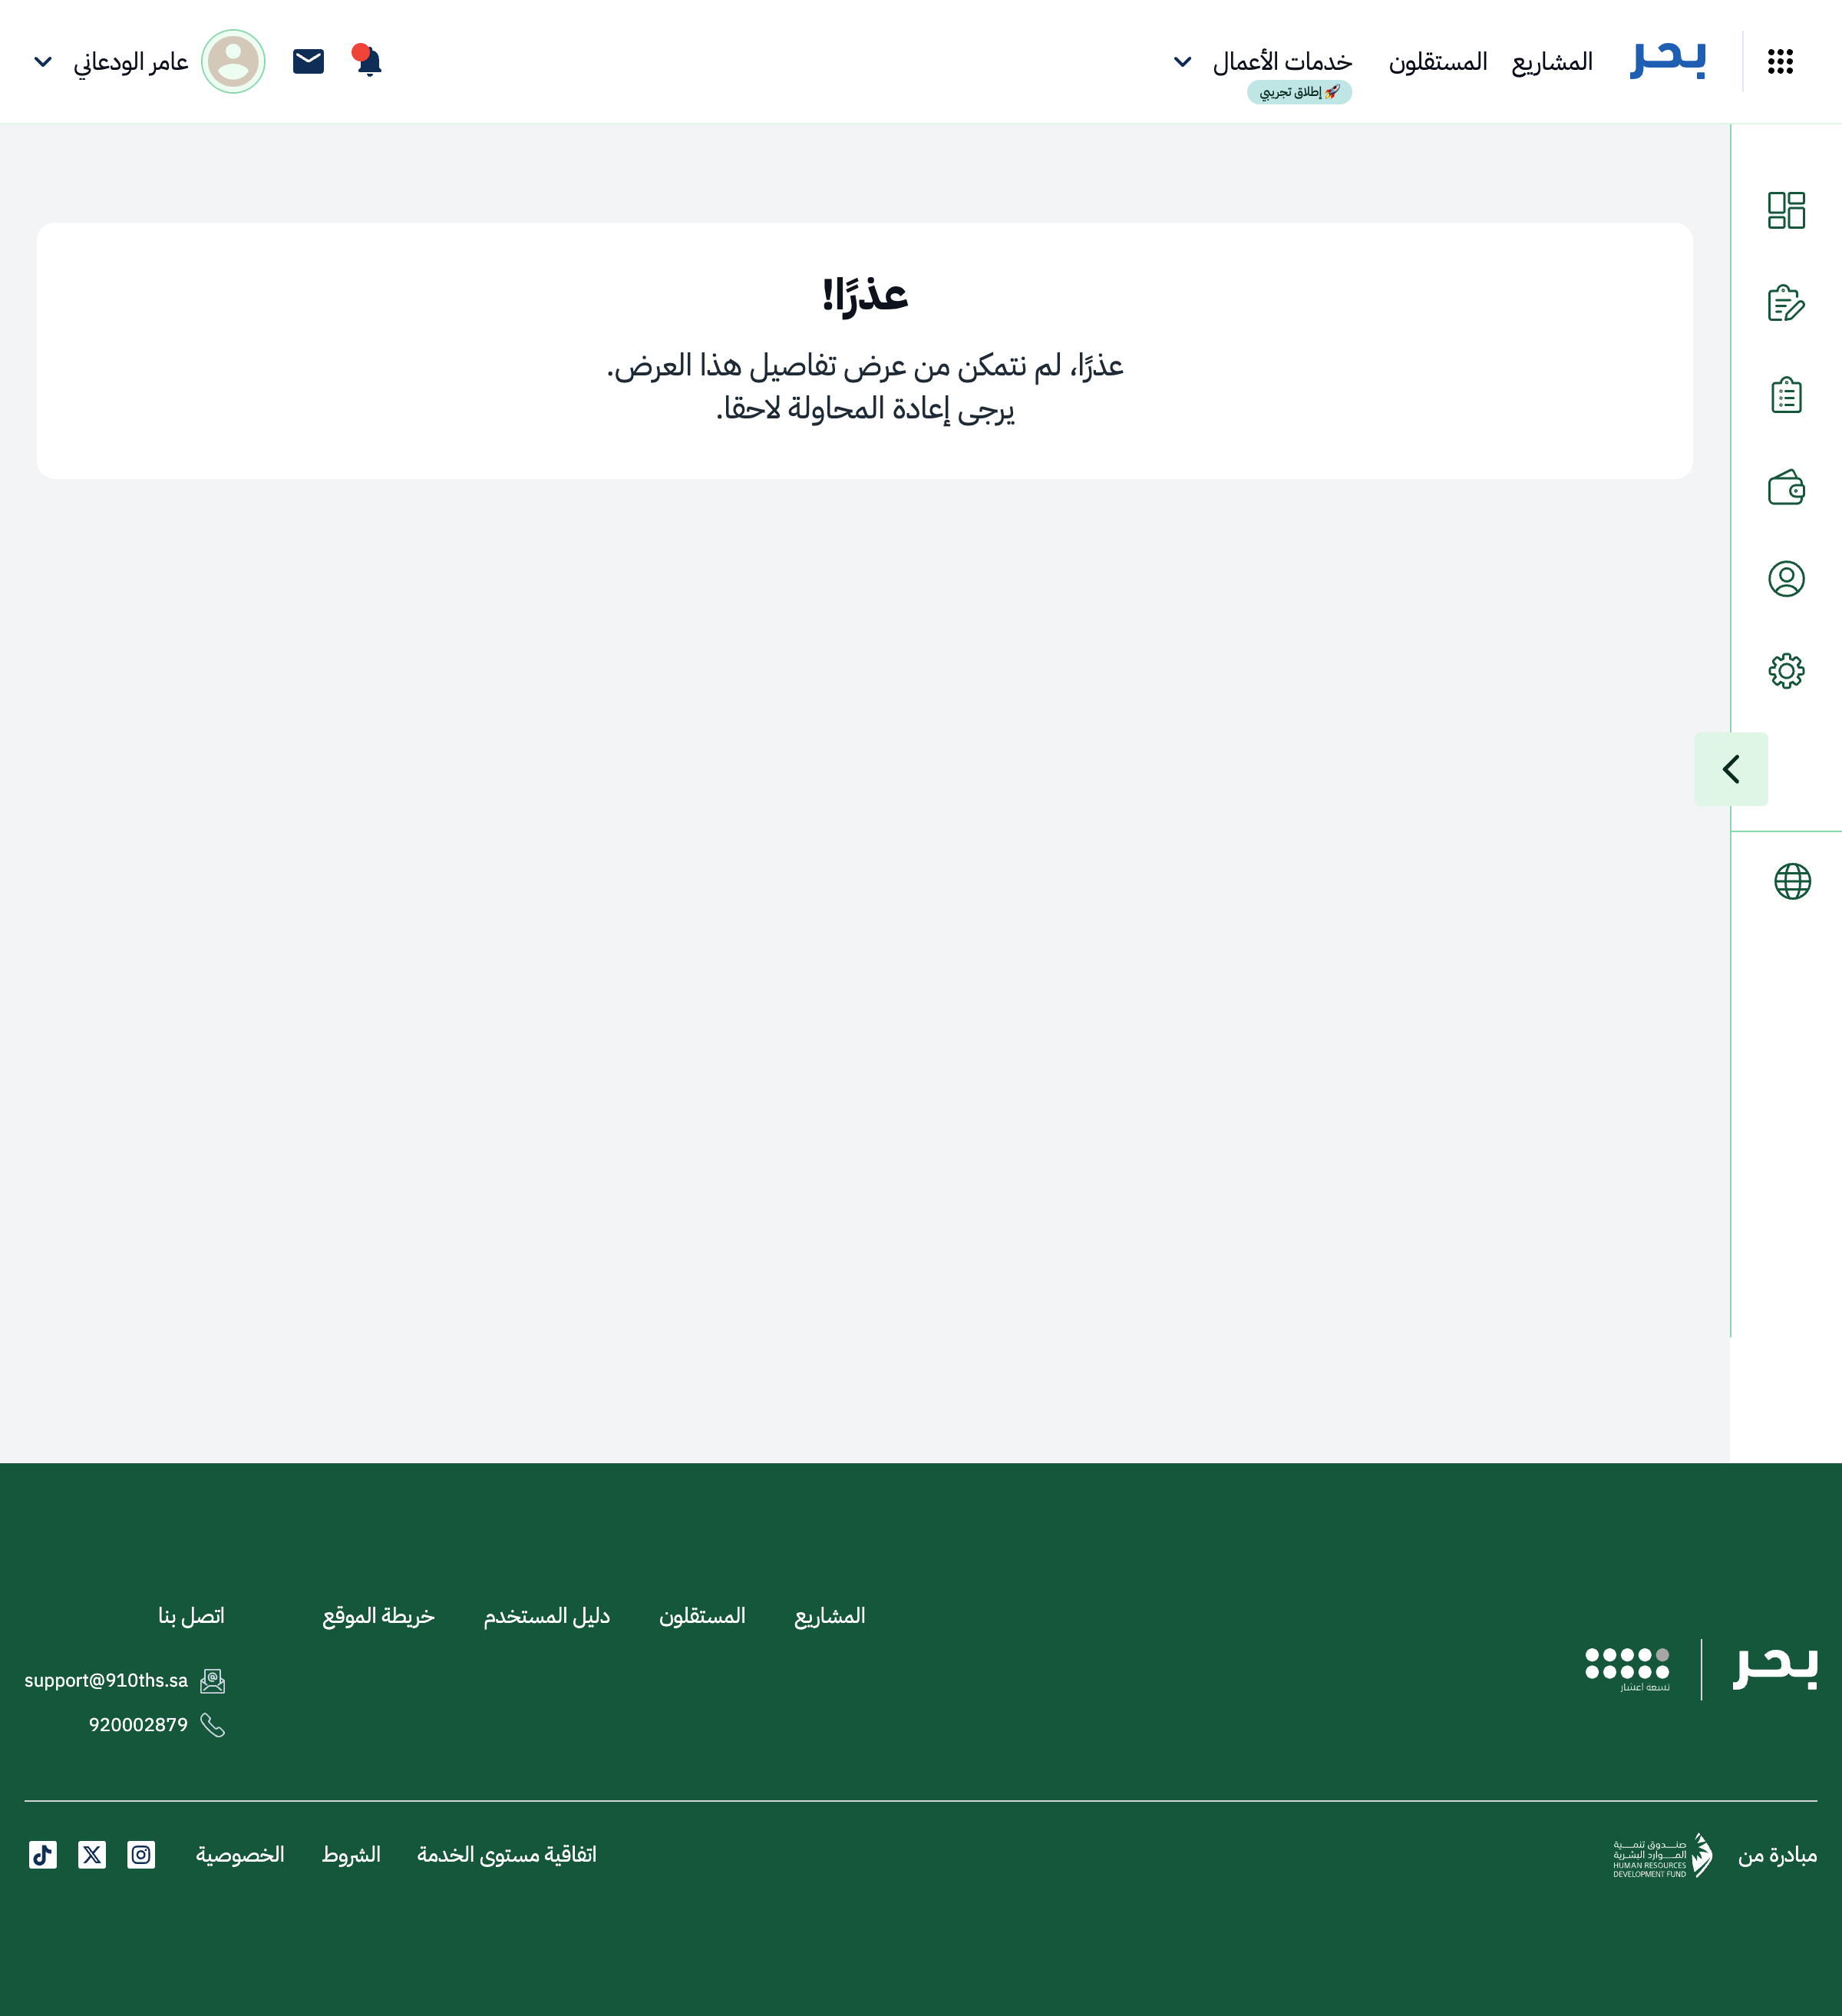 بحر
المشاريع
المستقلون
خدمات الأعمال
🚀 إطلاق تجريبي
عامر الودعاني
عذرًا!
عذرًا، لم نتمكن من عرض تفاصيل هذا العرض.
يرجى إعادة المحاولة لاحقا.
بحر
تسعة أعشار
المشاريع
المستقلون
دليل المستخدم
خريطة الموقع
اتصل بنا
support@910ths.sa
920002879
مبادرة من
صندوق تنمية
الموارد البشرية
HUMAN RESOURCES
DEVELOPMENT FUND
اتفاقية مستوى الخدمة
الشروط
الخصوصية